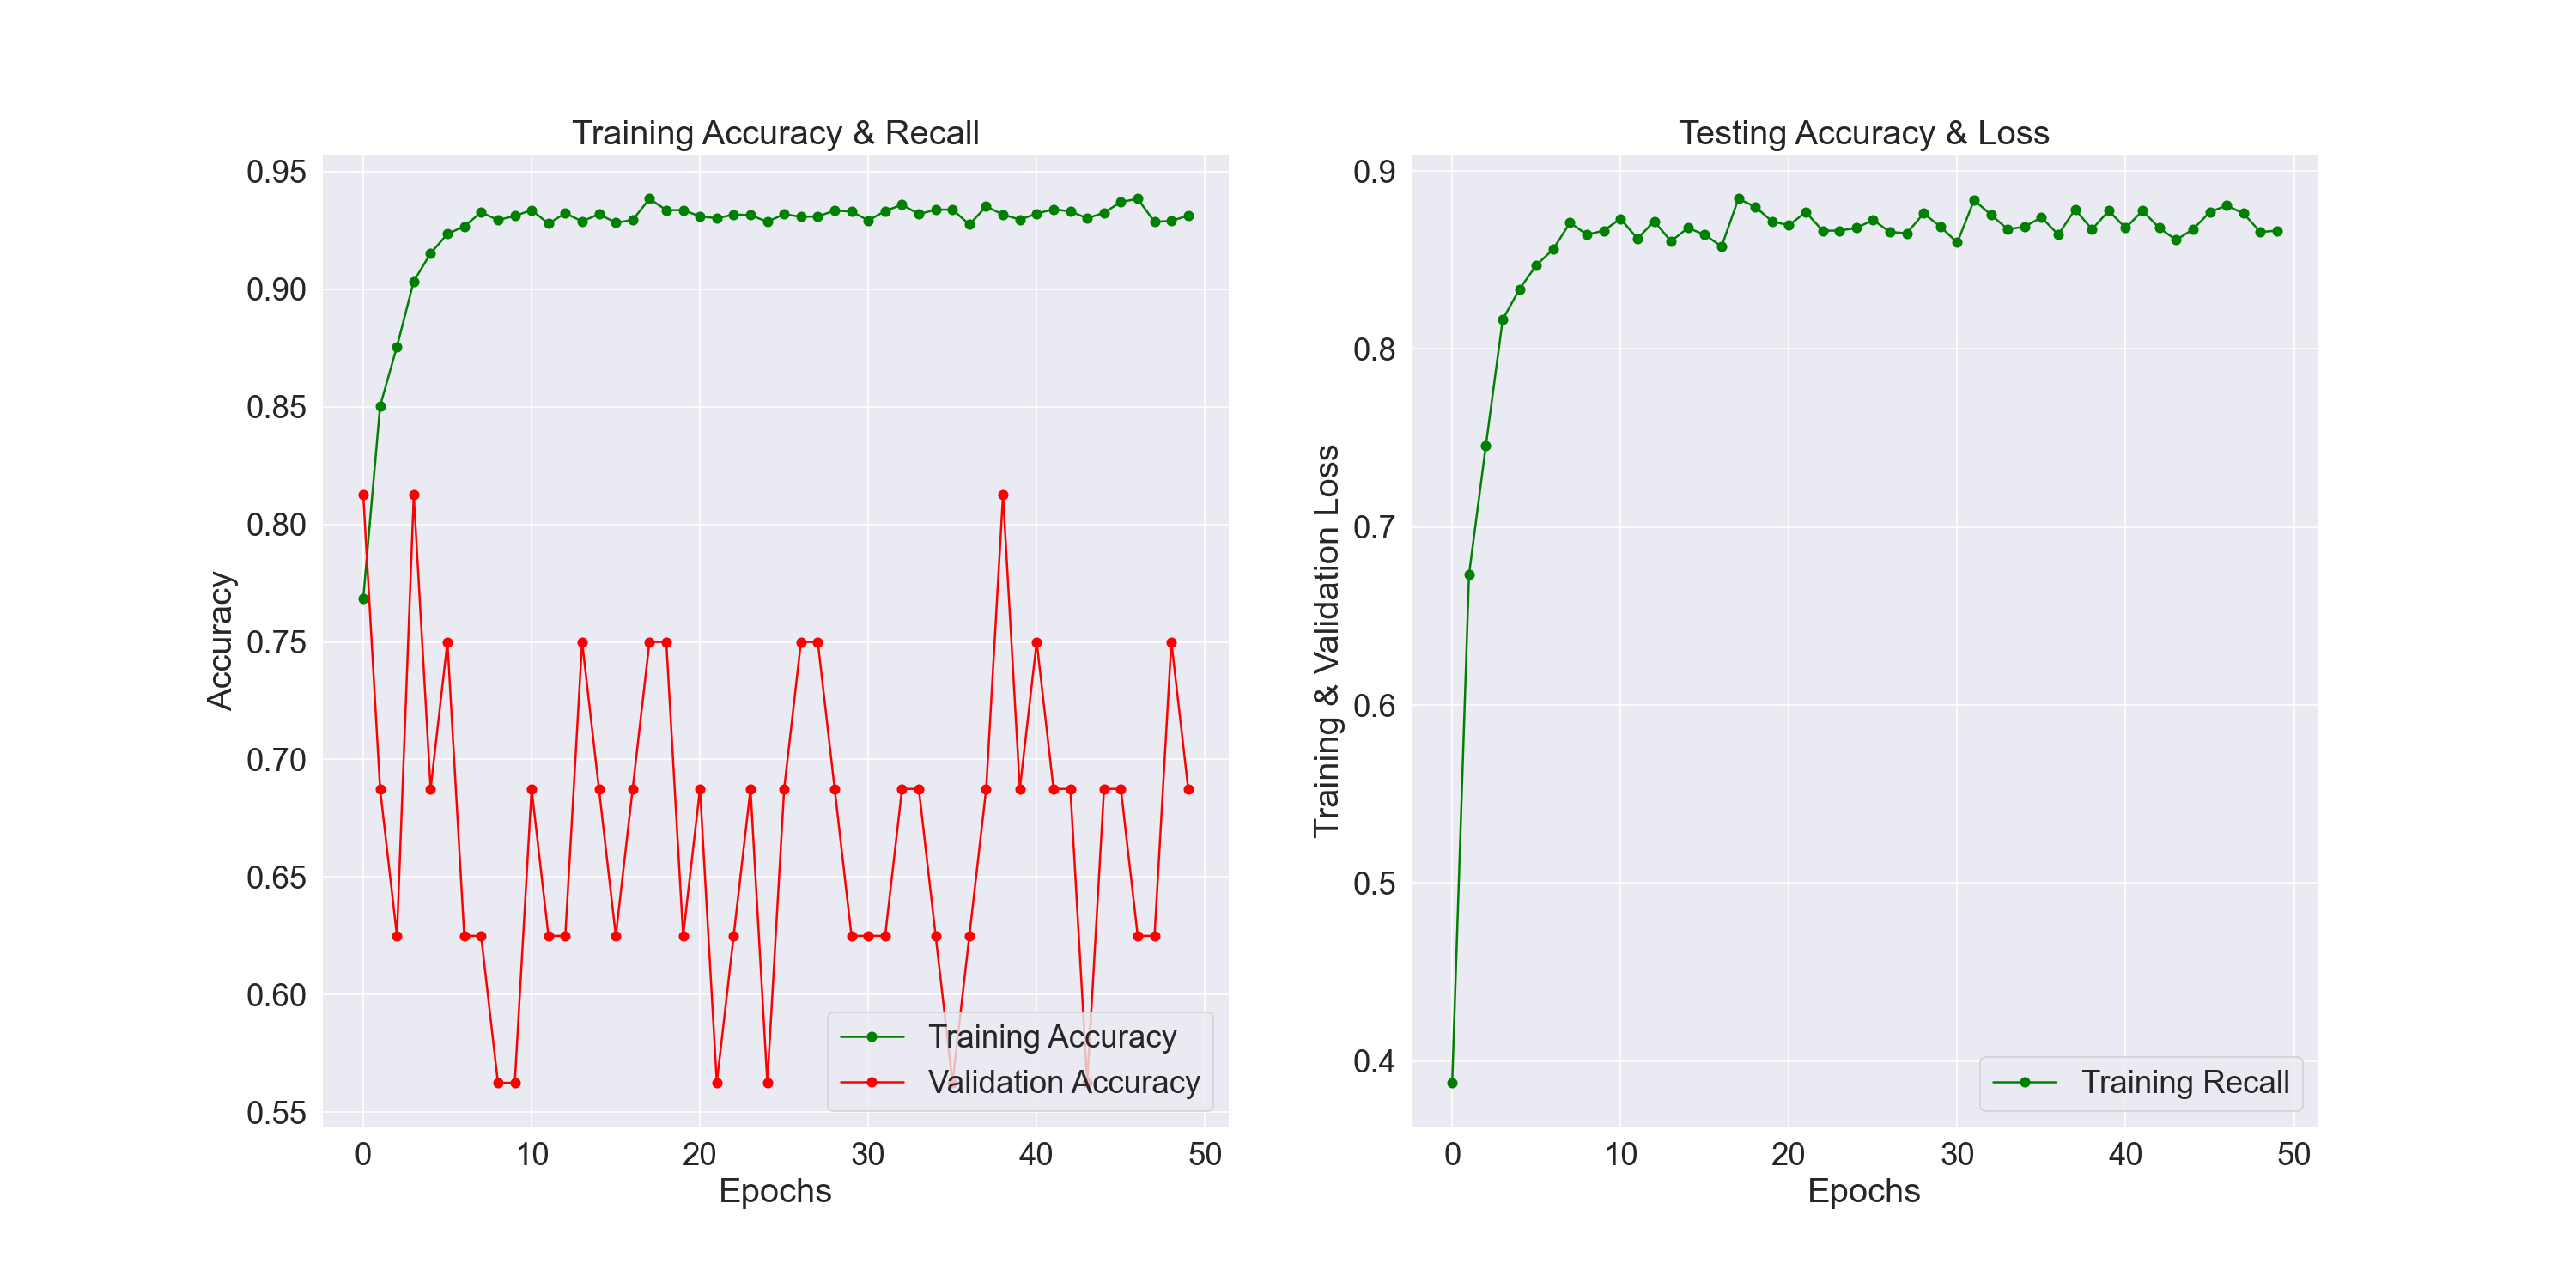 Training Accuracy & Recall
0.95
0.90
0.85
0.80
0.75
0.70
0.65
0.60
0.55
Accuracy
Training Accuracy
Validation Accuracy
0 10 20 30 40 50
Epochs
Testing Accuracy & Loss
0.9
0.8
0.7
0.6
0.5
0.4
Training & Validation Loss
Training Recall
0 10 20 30 40 50
Epochs